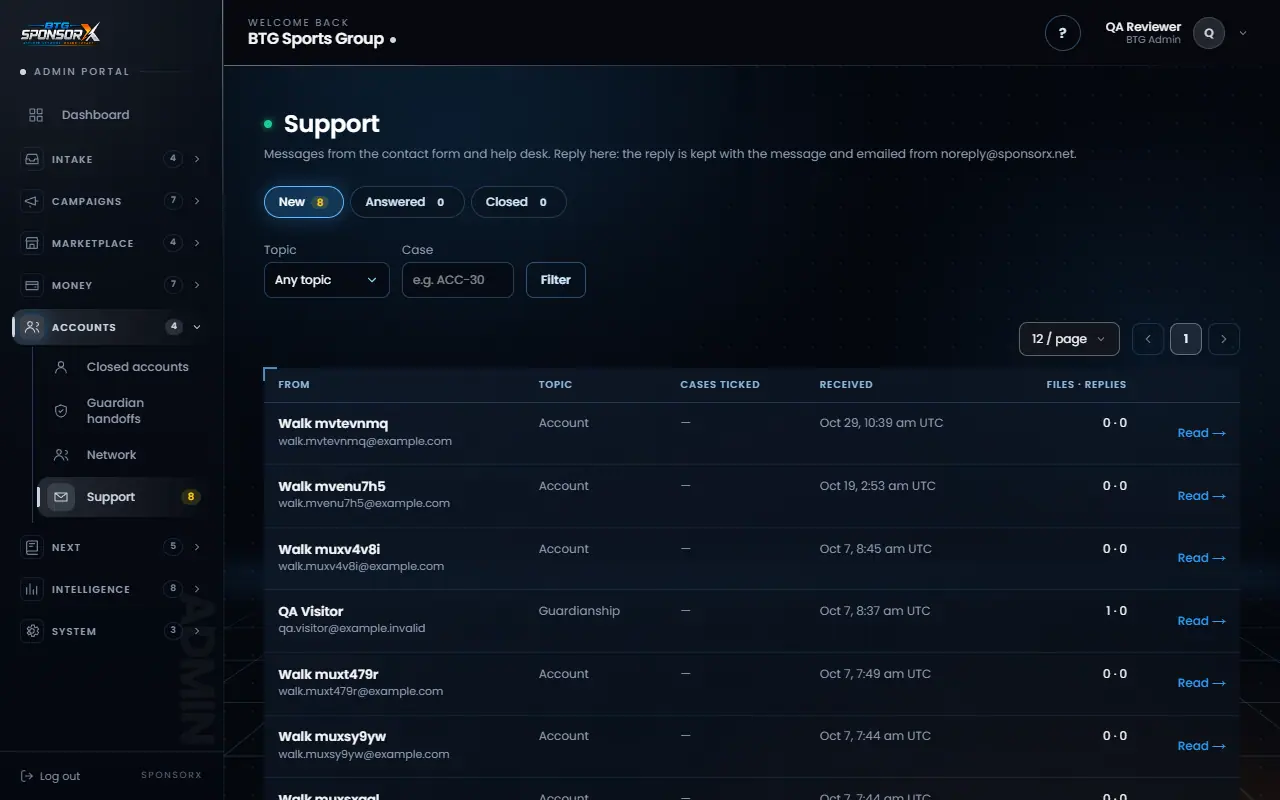 BTG
SPONSORX
ADMIN PORTAL
Dashboard
INTAKE 4
CAMPAIGNS 7
MARKETPLACE 4
MONEY 7
ACCOUNTS 4
Closed accounts
Guardian
handoffs
Network
Support 8
NEXT 5
INTELLIGENCE 8
SYSTEM 3
ADMIN
Log out SPONSORX
WELCOME BACK
BTG Sports Group
?
QA Reviewer
BTG Admin
Q
Support
Messages from the contact form and help desk. Reply here: the reply is kept with the message and emailed from noreply@sponsorx.net.
New 8 Answered 0 Closed 0
Topic Case
Any topic e.g. ACC-30 Filter
12 / page 1
FROM TOPIC CASES TICKED RECEIVED FILES · REPLIES
Walk mvtevnmq Account — Oct 29, 10:39 am UTC 0 · 0 Read →
walk.mvtevnmq@example.com
Walk mvenu7h5 Account — Oct 19, 2:53 am UTC 0 · 0 Read →
walk.mvenu7h5@example.com
Walk muxv4v8i Account — Oct 7, 8:45 am UTC 0 · 0 Read →
walk.muxv4v8i@example.com
QA Visitor Guardianship — Oct 7, 8:37 am UTC 1 · 0 Read →
qa.visitor@example.invalid
Walk muxt479r Account — Oct 7, 7:49 am UTC 0 · 0 Read →
walk.muxt479r@example.com
Walk muxsy9yw Account — Oct 7, 7:44 am UTC 0 · 0 Read →
walk.muxsy9yw@example.com
Account — Oct 7, 7:44 am UTC 0 · 0